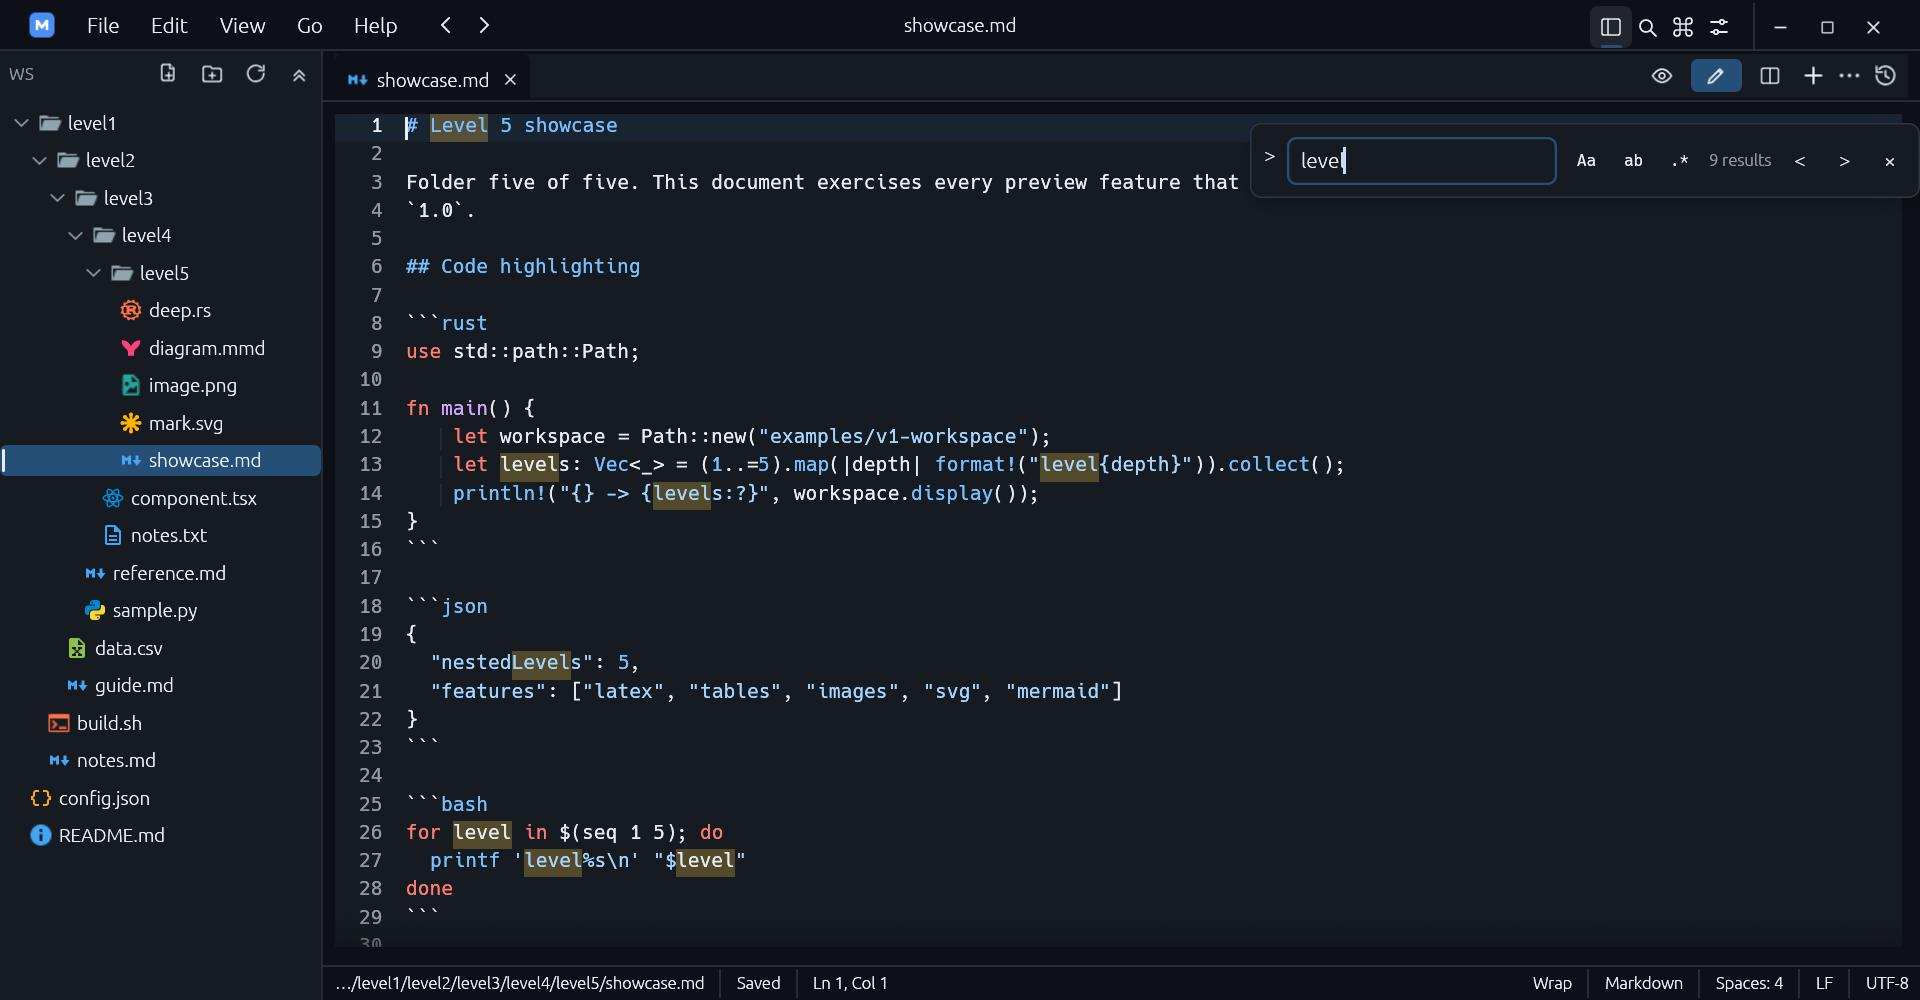 M File Edit View Go Help showcase.md
WS
showcase.md
level1
level2
level3
level4
level5
deep.rs
diagram.mmd
image.png
mark.svg
showcase.md
component.tsx
notes.txt
reference.md
sample.py
data.csv
guide.md
build.sh
notes.md
config.json
README.md
> level Aa ab .* 9 results < > ×
1 # Level 5 showcase
2
3 Folder five of five. This document exercises every preview feature that
4 `1.0`.
5
6 ## Code highlighting
7
8 ```rust
9 use std::path::Path;
10
11 fn main() {
12     let workspace = Path::new("examples/v1-workspace");
13     let levels: Vec<_> = (1..=5).map(|depth| format!("level{depth}")).collect();
14     println!("{} -> {levels:?}", workspace.display());
15 }
16 ```
17
18 ```json
19 {
20   "nestedLevels": 5,
21   "features": ["latex", "tables", "images", "svg", "mermaid"]
22 }
23 ```
24
25 ```bash
26 for level in $(seq 1 5); do
27   printf 'level%s\n' "$level"
28 done
29 ```
30
…/level1/level2/level3/level4/level5/showcase.md Saved Ln 1, Col 1 Wrap Markdown Spaces: 4 LF UTF-8